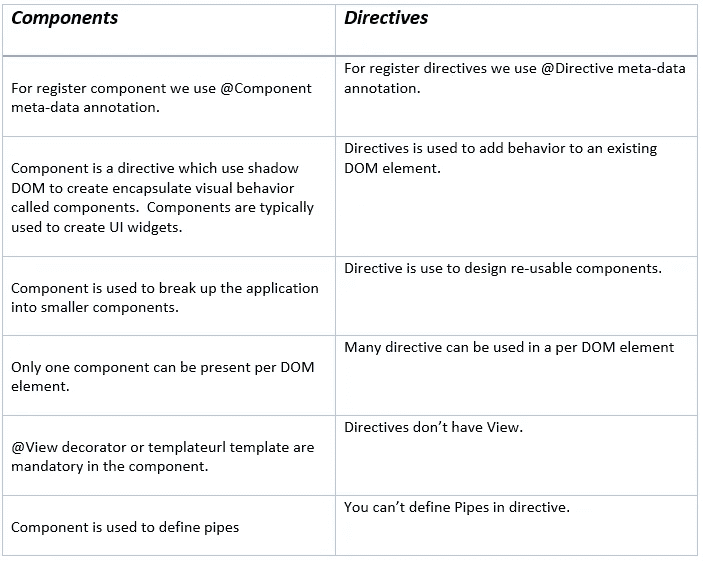 Components
Directives
For register component we use @Component
meta-data annotation.
For register directives we use @Directive meta-data
annotation.
Component is a directive which use shadow
DOM to create encapsulate visual behavior
called components.  Components are typically
used to create UI widgets.
Directives is used to add behavior to an existing
DOM element.
Component is used to break up the application
into smaller components.
Directive is use to design re-usable components.
Only one component can be present per DOM
element.
Many directive can be used in a per DOM element
@View decorator or templateurl template are
mandatory in the component.
Directives don’t have View.
Component is used to define pipes
You can’t define Pipes in directive.